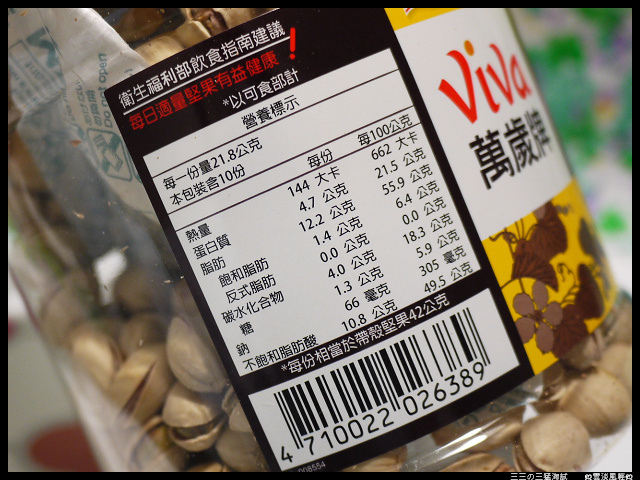 衛生福利部飲食指南建議
每日適量堅果有益健康！
*以可食部計
營養標示
每一份量21.8公克
本包裝含10份
每份 每100公克
熱量 144 大卡 662 大卡
蛋白質 4.7 公克 21.5 公克
脂肪 12.2 公克 55.9 公克
飽和脂肪 1.4 公克 6.4 公克
反式脂肪 0.0 公克 0.0 公克
碳水化合物 4.0 公克 18.3 公克
糖 1.3 公克 5.9 公克
鈉 66 毫克 305 毫克
不飽和脂肪酸 10.8 公克 49.5 公克
*每份相當於帶殼堅果42公克
4 710022 026389
008554
viva
萬歲牌
Do not open